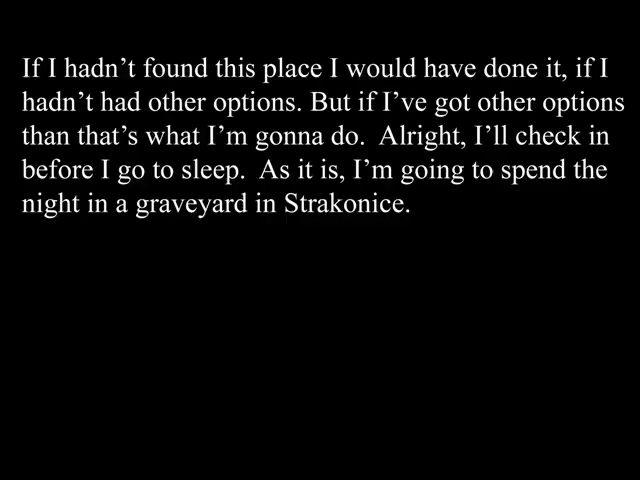 If I hadn’t found this place I would have done it, if I
hadn’t had other options. But if I’ve got other options
than that’s what I’m gonna do.  Alright, I’ll check in
before I go to sleep.  As it is, I’m going to spend the
night in a graveyard in Strakonice.